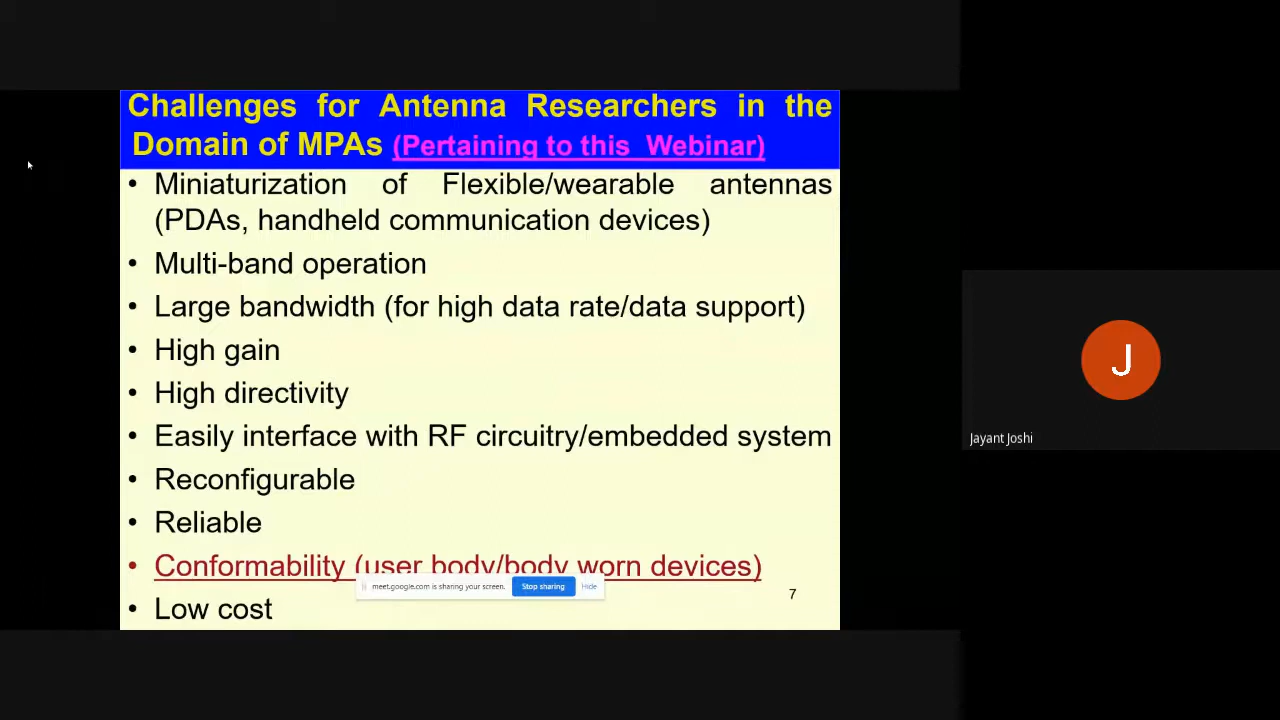 Challenges for Antenna Researchers in the
Domain of MPAs (Pertaining to this Webinar)
• Miniaturization of Flexible/wearable antennas
(PDAs, handheld communication devices)
• Multi-band operation
• Large bandwidth (for high data rate/data support)
• High gain
• High directivity
• Easily interface with RF circuitry/embedded system
• Reconfigurable
• Reliable
• Conformability (user body/body worn devices)
meet.google.com is sharing your screen. Stop sharing Hide
7
• Low cost
J
Jayant Joshi